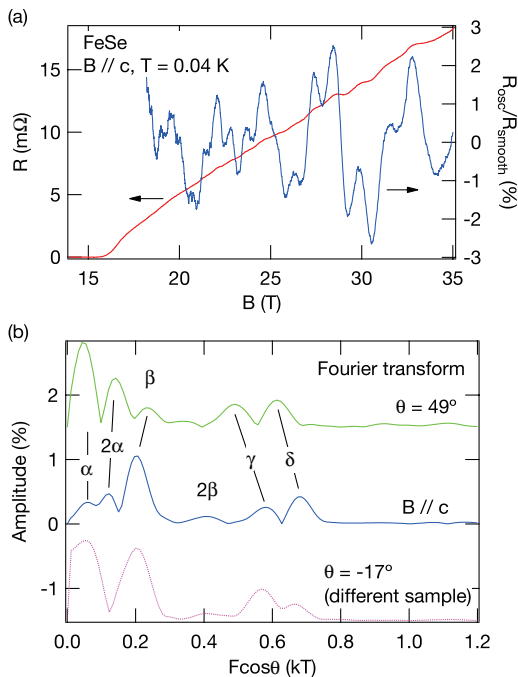 (a)
FeSe
B // c, T = 0.04 K
R (mΩ)
15
10
5
0
3
2
1
0
-1
-2
-3
R_osc/R_smooth (%)
15
20
25
30
35
B (T)
(b)
Fourier transform
θ = 49º
β
2α
α
2β
γ
δ
B // c
θ = -17º
(different sample)
Amplitude (%)
2
1
0
-1
0.0
0.2
0.4
0.6
0.8
1.0
1.2
Fcosθ (kT)